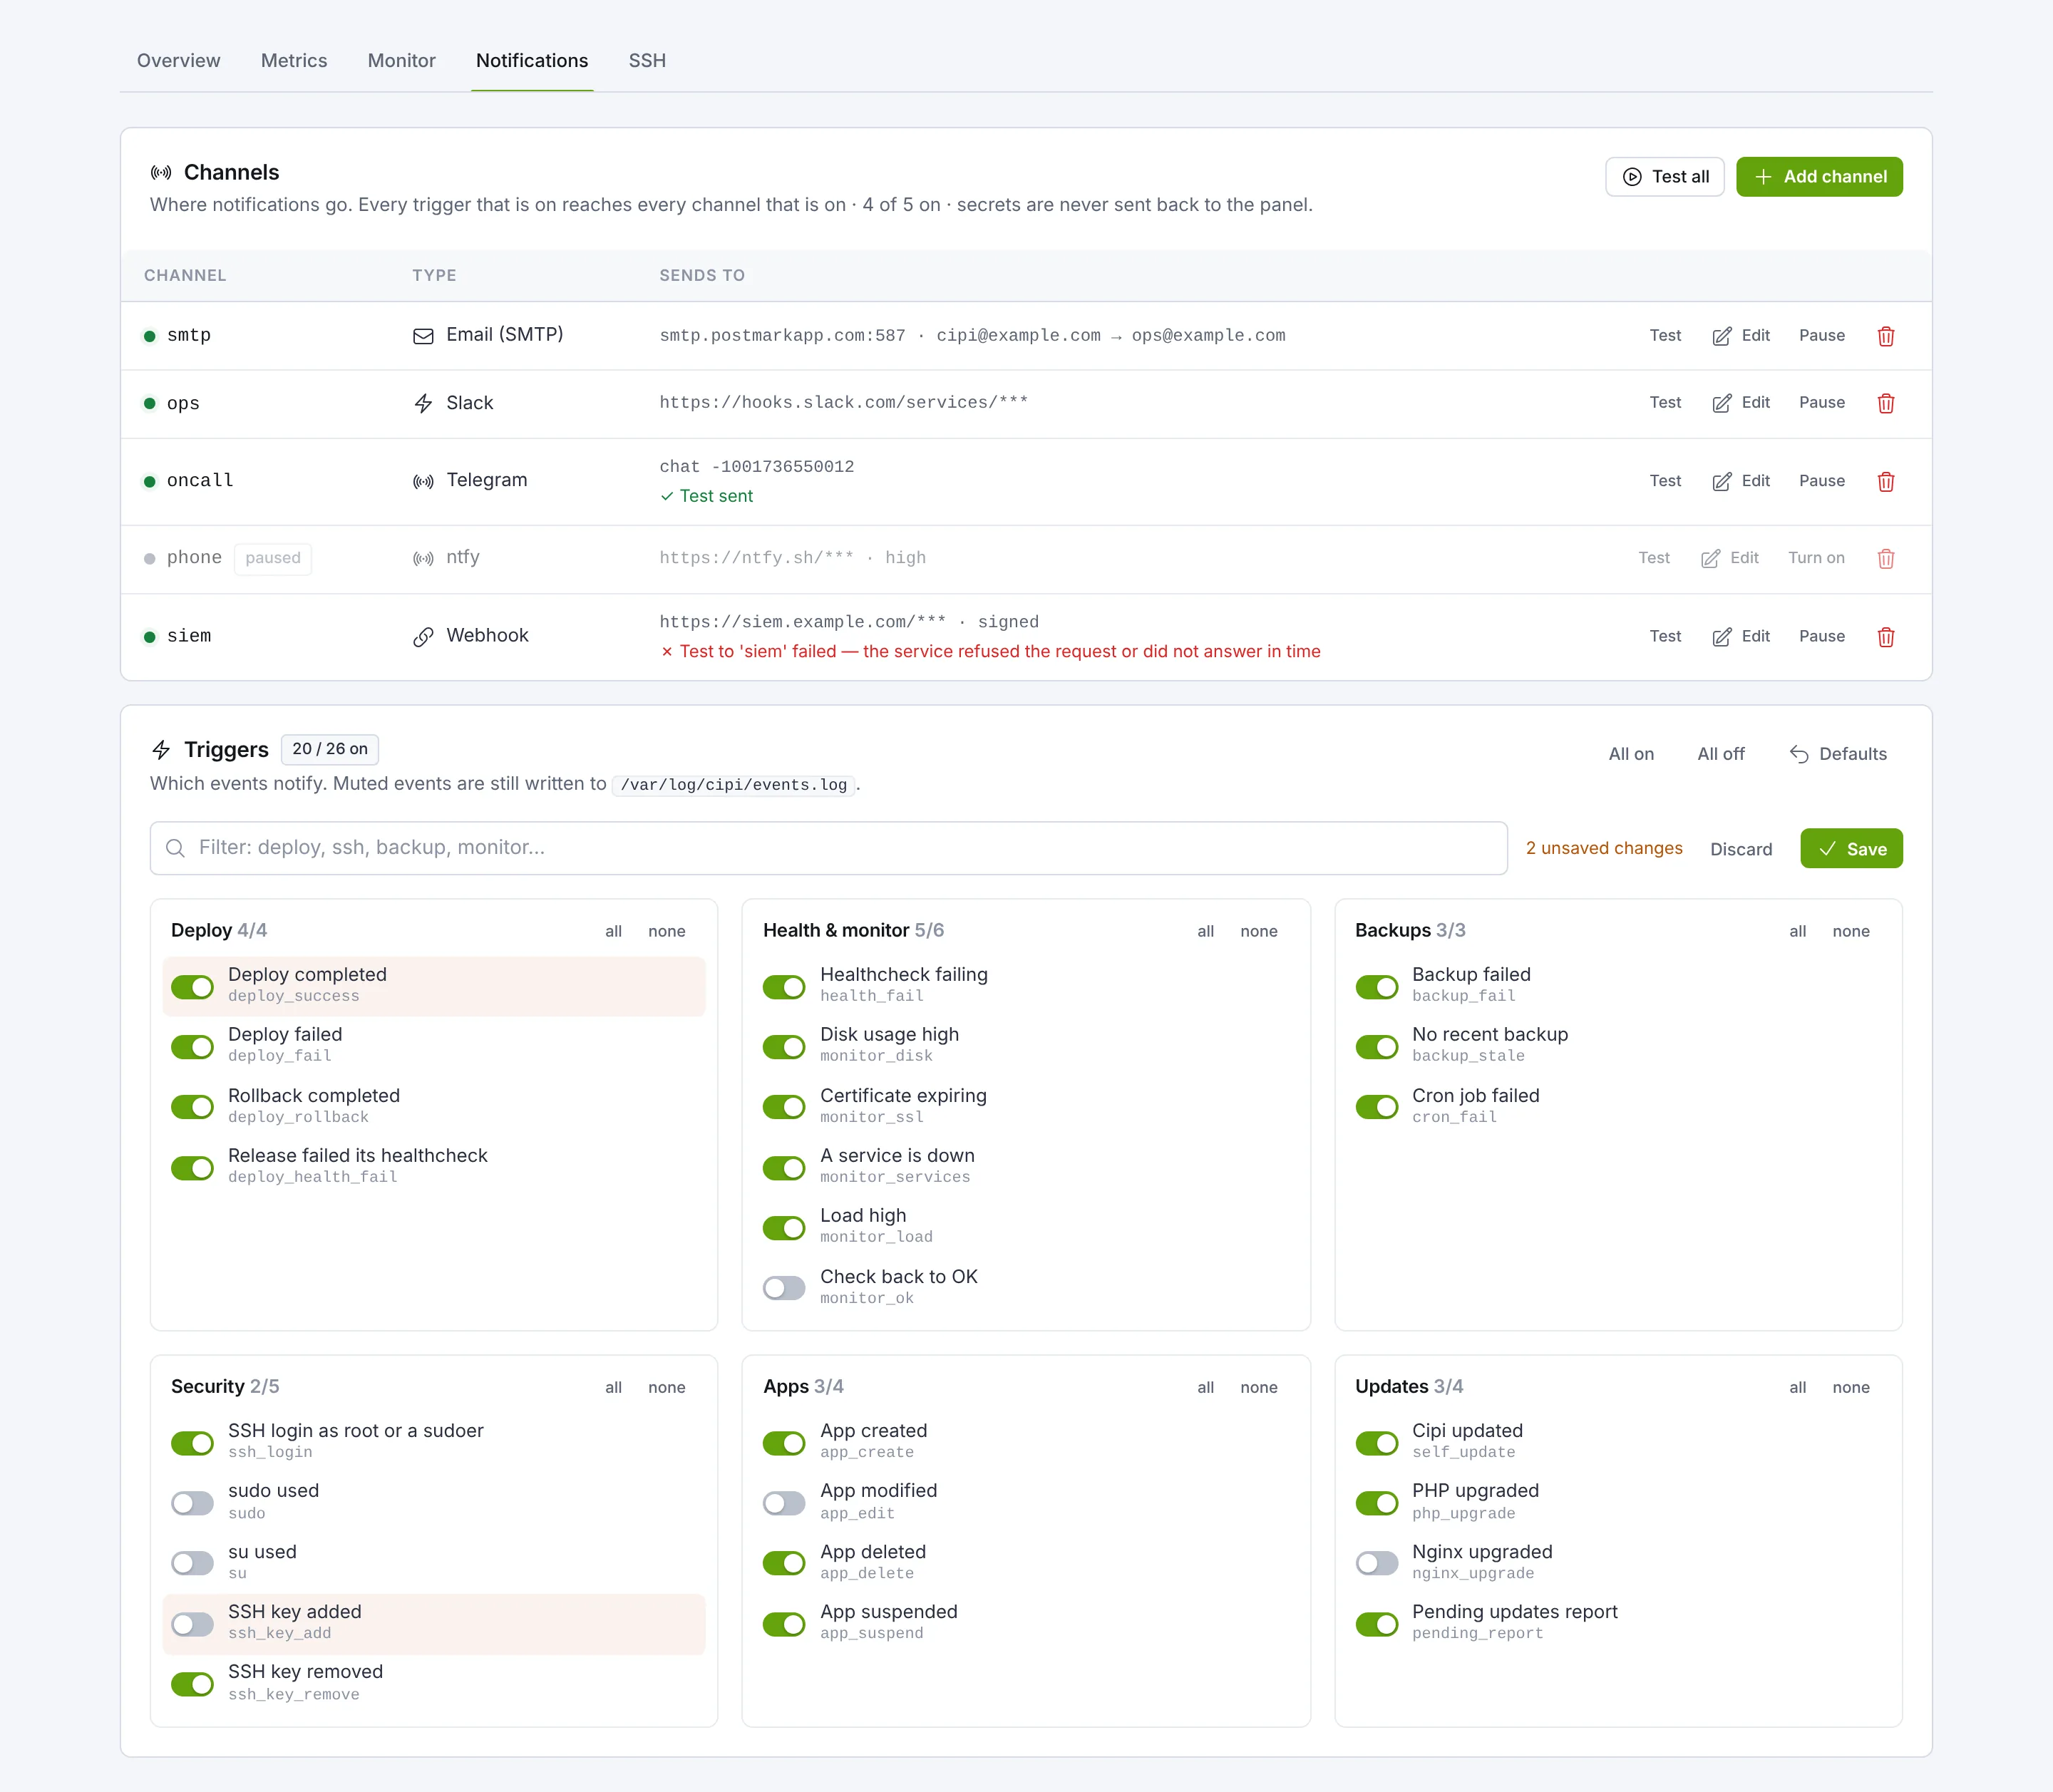 Overview Metrics Monitor Notifications SSH
Channels
Where notifications go. Every trigger that is on reaches every channel that is on · 4 of 5 on · secrets are never sent back to the panel.
Test all
Add channel
CHANNEL TYPE SENDS TO
smtp Email (SMTP) smtp.postmarkapp.com:587 · cipi@example.com → ops@example.com Test Edit Pause
ops Slack https://hooks.slack.com/services/*** Test Edit Pause
oncall Telegram chat -1001736550012 Test Edit Pause
✓ Test sent
phone paused ntfy https://ntfy.sh/*** · high Test Edit Turn on
siem Webhook https://siem.example.com/*** · signed Test Edit Pause
× Test to 'siem' failed — the service refused the request or did not answer in time
Triggers 20 / 26 on
Which events notify. Muted events are still written to /var/log/cipi/events.log.
All on All off Defaults
Filter: deploy, ssh, backup, monitor...
2 unsaved changes Discard Save
Deploy 4/4 all none
Deploy completed
deploy_success
Deploy failed
deploy_fail
Rollback completed
deploy_rollback
Release failed its healthcheck
deploy_health_fail
Health & monitor 5/6 all none
Healthcheck failing
health_fail
Disk usage high
monitor_disk
Certificate expiring
monitor_ssl
A service is down
monitor_services
Load high
monitor_load
Check back to OK
monitor_ok
Backups 3/3 all none
Backup failed
backup_fail
No recent backup
backup_stale
Cron job failed
cron_fail
Security 2/5 all none
SSH login as root or a sudoer
ssh_login
sudo used
sudo
su used
su
SSH key added
ssh_key_add
SSH key removed
ssh_key_remove
Apps 3/4 all none
App created
app_create
App modified
app_edit
App deleted
app_delete
App suspended
app_suspend
Updates 3/4 all none
Cipi updated
self_update
PHP upgraded
php_upgrade
Nginx upgraded
nginx_upgrade
Pending updates report
pending_report